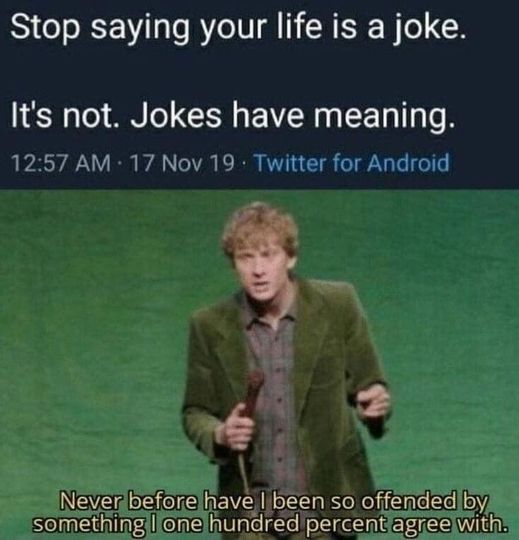 Stop saying your life is a joke.
It's not. Jokes have meaning.
12:57 AM · 17 Nov 19 · Twitter for Android
Never before have I been so offended by
something I one hundred percent agree with.